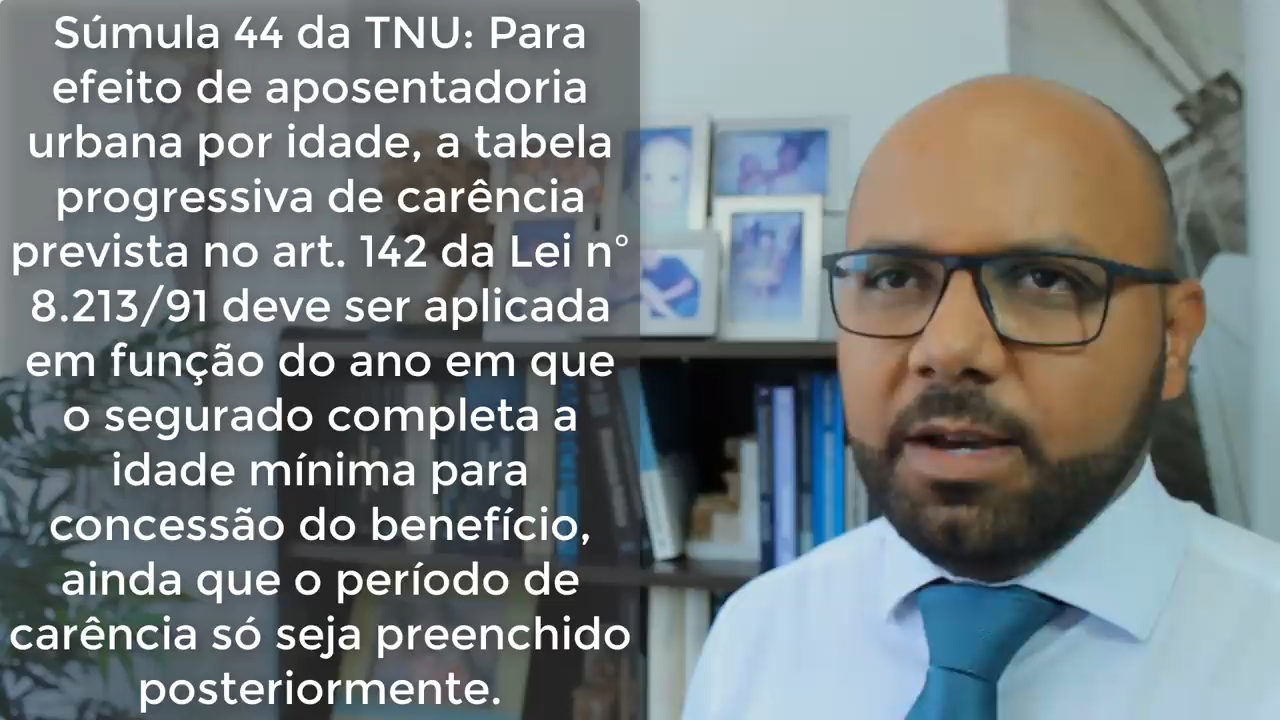 Súmula 44 da TNU: Para
efeito de aposentadoria
urbana por idade, a tabela
progressiva de carência
prevista no art. 142 da Lei n°
8.213/91 deve ser aplicada
em função do ano em que
o segurado completa a
idade mínima para
concessão do benefício,
ainda que o período de
carência só seja preenchido
posteriormente.